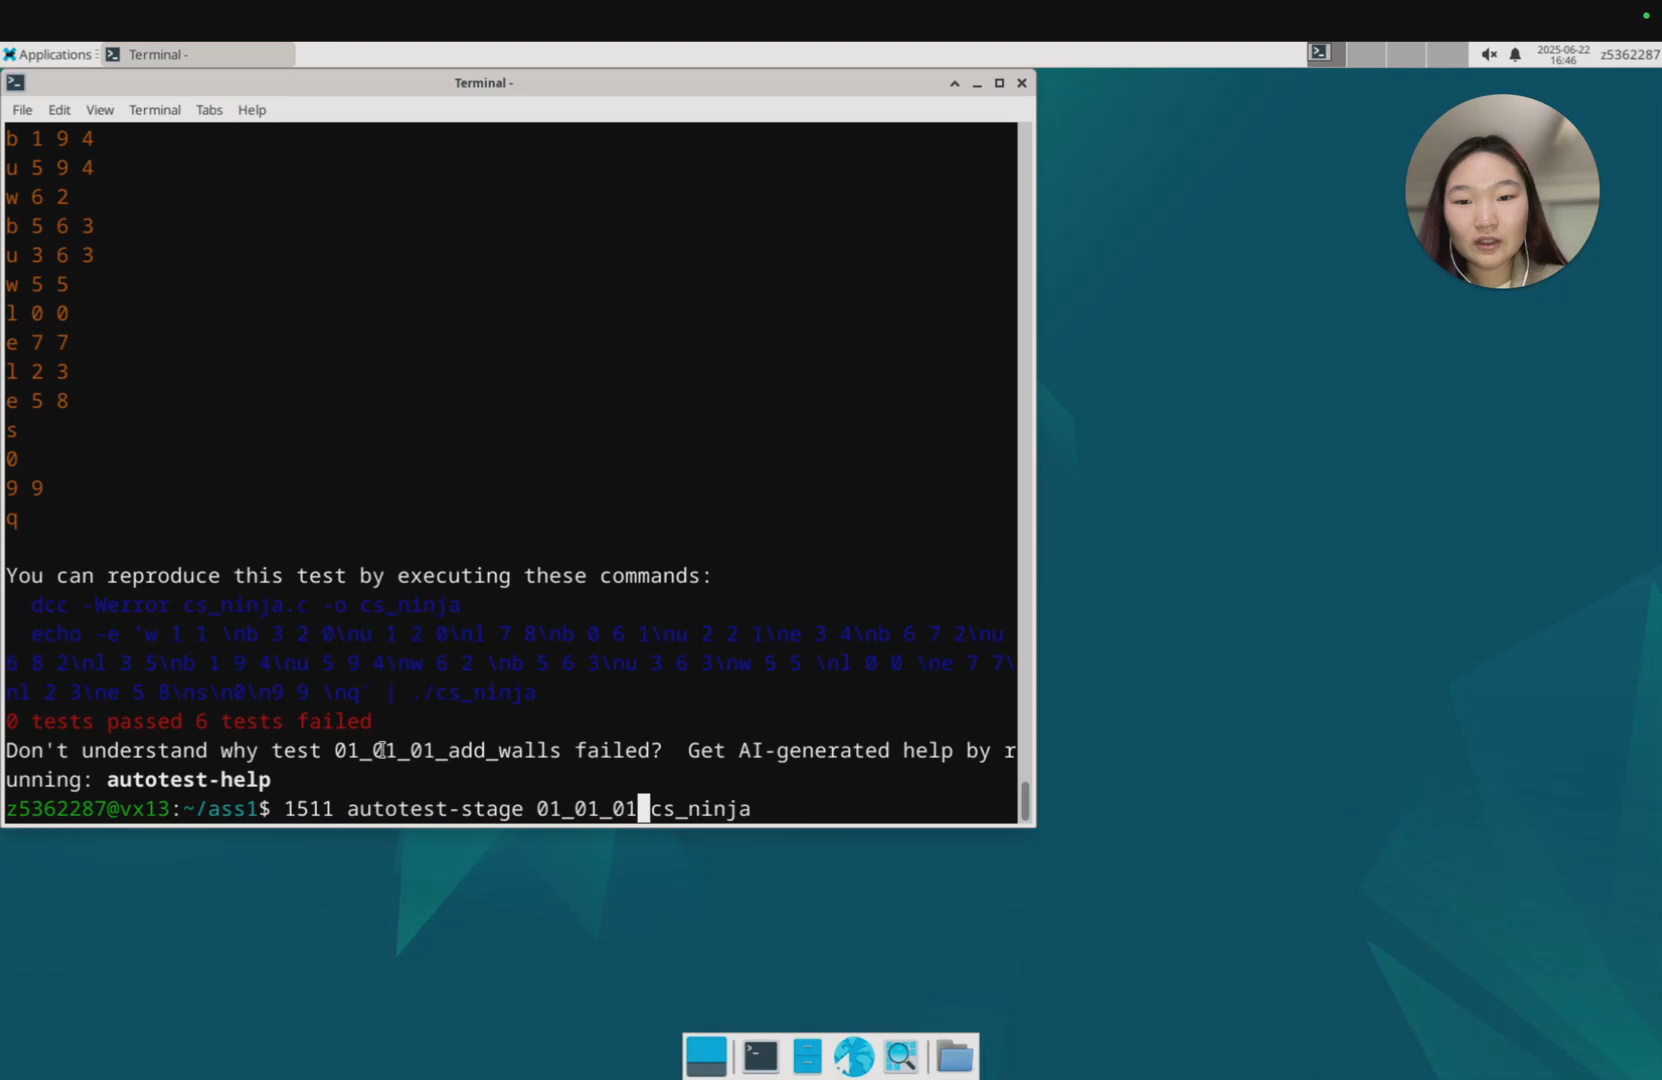 Applications
Terminal -
2025-06-22
16:46
z5362287
Terminal -
File Edit View Terminal Tabs Help
b 1 9 4
u 5 9 4
w 6 2
b 5 6 3
u 3 6 3
w 5 5
l 0 0
e 7 7
l 2 3
e 5 8
s
0
9 9
q
You can reproduce this test by executing these commands:
dcc -Werror cs_ninja.c -o cs_ninja
echo -e 'w 1 1 \nb 3 2 0\nu 1 2 0\nl 7 8\nb 0 6 1\nu 2 2 1\ne 3 4\nb 6 7 2\nu
6 8 2\nl 3 5\nb 1 9 4\nu 5 9 4\nw 6 2 \nb 5 6 3\nu 3 6 3\nw 5 5 \nl 0 0 \ne 7 7\
nl 2 3\ne 5 8\ns\n0\n9 9 \nq' | ./cs_ninja
0 tests passed 6 tests failed
Don't understand why test 01_01_01_add_walls failed?  Get AI-generated help by r
unning: autotest-help
z5362287@vx13:~/ass1$ 1511 autotest-stage 01_01_01 cs_ninja